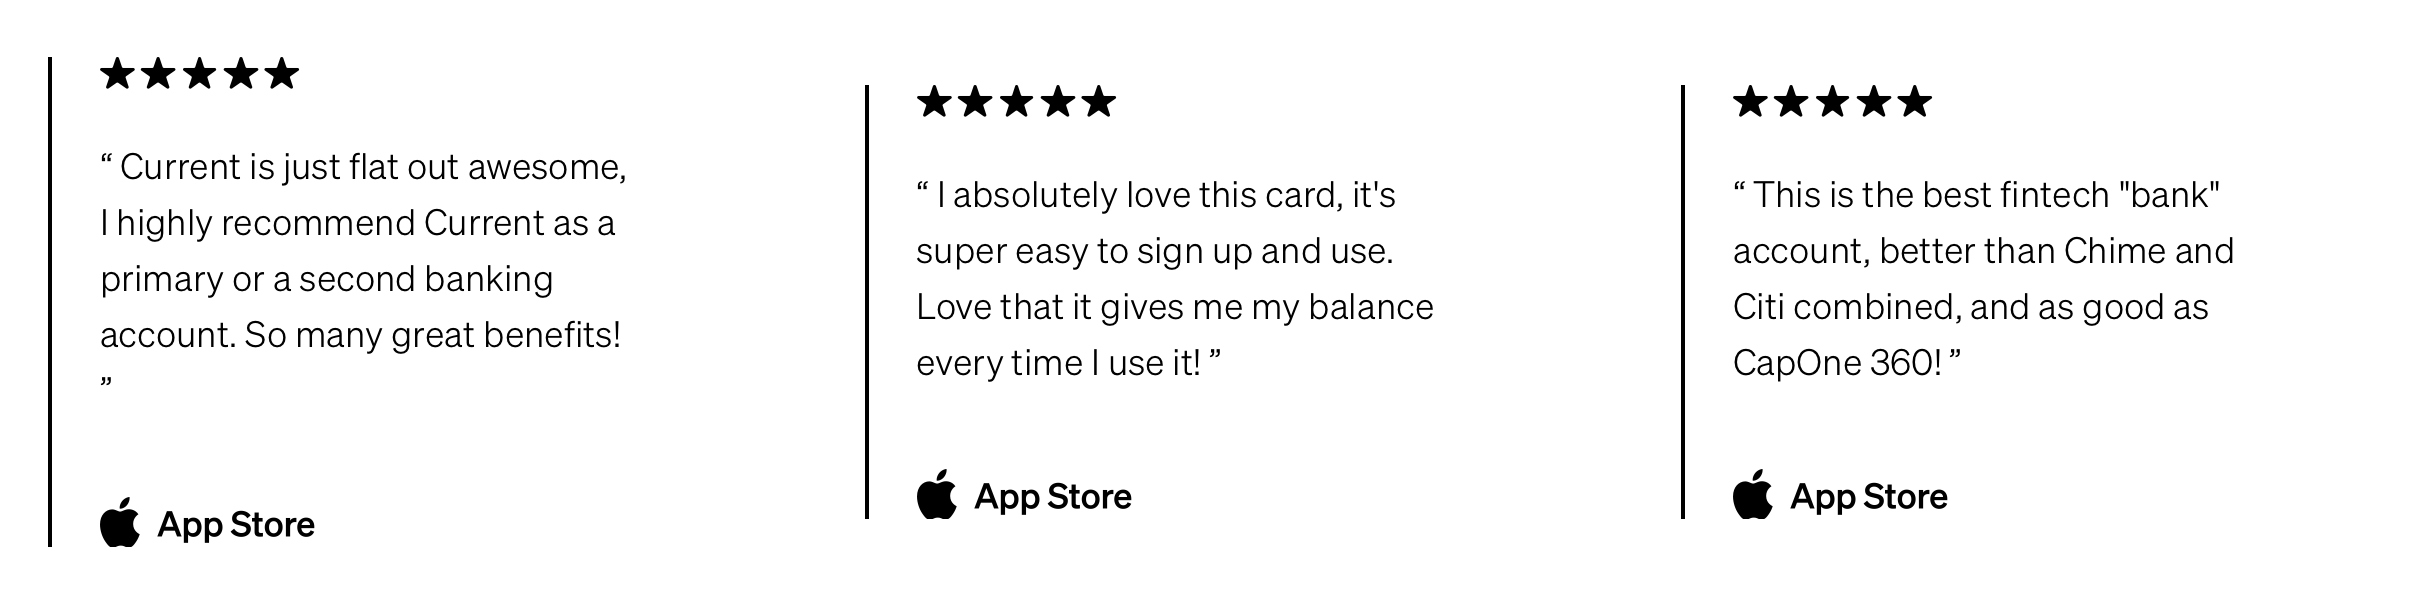 “ Current is just flat out awesome,
I highly recommend Current as a
primary or a second banking
account. So many great benefits!
”
App Store
“ I absolutely love this card, it's
super easy to sign up and use.
Love that it gives me my balance
every time I use it! ”
App Store
“ This is the best fintech "bank"
account, better than Chime and
Citi combined, and as good as
CapOne 360! ”
App Store